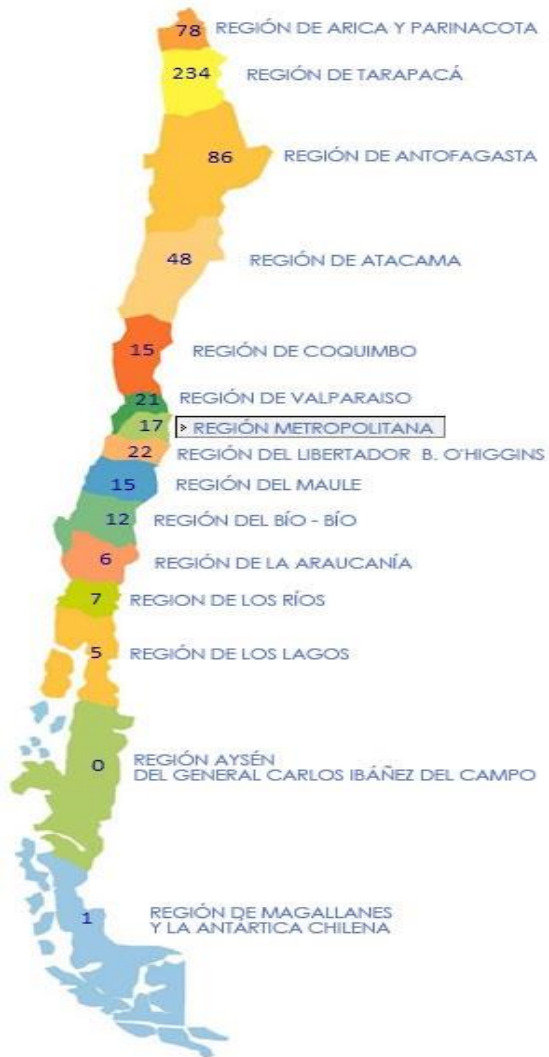 78 REGIÓN DE ARICA Y PARINACOTA
234 REGIÓN DE TARAPACÁ
86 REGIÓN DE ANTOFAGASTA
48 REGIÓN DE ATACAMA
15 REGIÓN DE COQUIMBO
21 REGIÓN DE VALPARAISO
17 » REGIÓN METROPOLITANA
22 REGIÓN DEL LIBERTADOR B. O'HIGGINS
15 REGIÓN DEL MAULE
12 REGIÓN DEL BÍO - BÍO
6 REGIÓN DE LA ARAUCANÍA
7 REGION DE LOS RÍOS
5 REGIÓN DE LOS LAGOS
0 REGIÓN AYSÉN
DEL GENERAL CARLOS IBÁÑEZ DEL CAMPO
1 REGIÓN DE MAGALLANES
Y LA ANTÁRTICA CHILENA